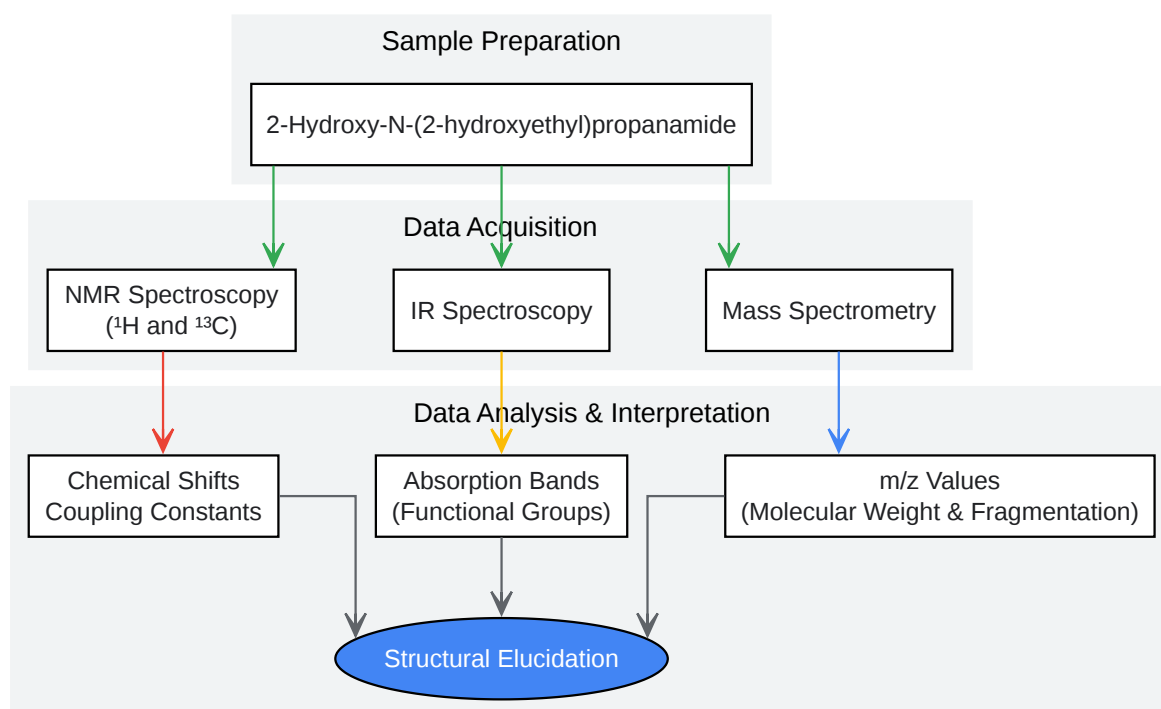 Sample Preparation
2-Hydroxy-N-(2-hydroxyethyl)propanamide
Data Acquisition
NMR Spectroscopy
(¹H and ¹³C)
IR Spectroscopy
Mass Spectrometry
Data Analysis & Interpretation
Chemical Shifts
Coupling Constants
Absorption Bands
(Functional Groups)
m/z Values
(Molecular Weight & Fragmentation)
Structural Elucidation